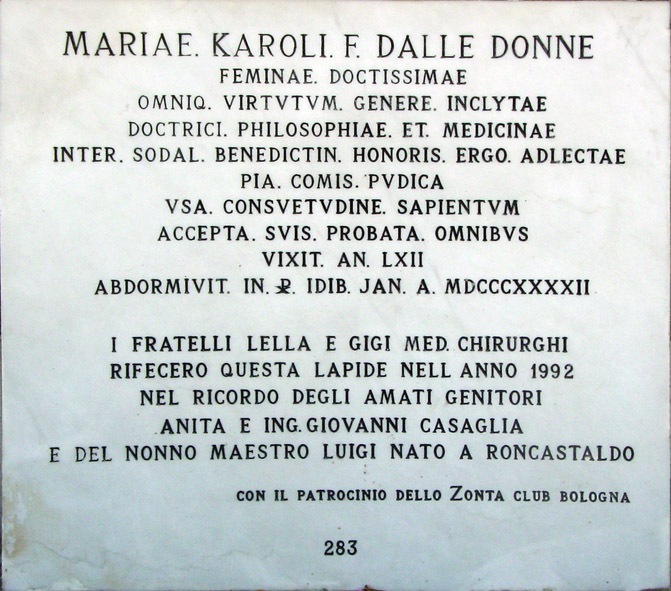 MARIAE. KAROLI. F. DALLE DONNE
FEMINAE. DOCTISSIMAE
OMNIQ. VIRTVTVM. GENERE. INCLYTAE
DOCTRICI. PHILOSOPHIAE. ET. MEDICINAE
INTER. SODAL. BENEDICTIN. HONORIS. ERGO. ADLECTAE
PIA. COMIS. PVDICA
VSA. CONSVETVDINE. SAPIENTVM
ACCEPTA. SVIS. PROBATA. OMNIBVS
VIXIT. AN. LXII
ABDORMIVIT. IN. ☧. IDIB. JAN. A. MDCCCXXXXII
I FRATELLI LELLA E GIGI MED. CHIRURGHI
RIFECERO QUESTA LAPIDE NELL ANNO 1992
NEL RICORDO DEGLI AMATI GENITORI
ANITA E ING. GIOVANNI CASAGLIA
E DEL NONNO MAESTRO LUIGI NATO A RONCASTALDO
CON IL PATROCINIO DELLO ZONTA CLUB BOLOGNA
283